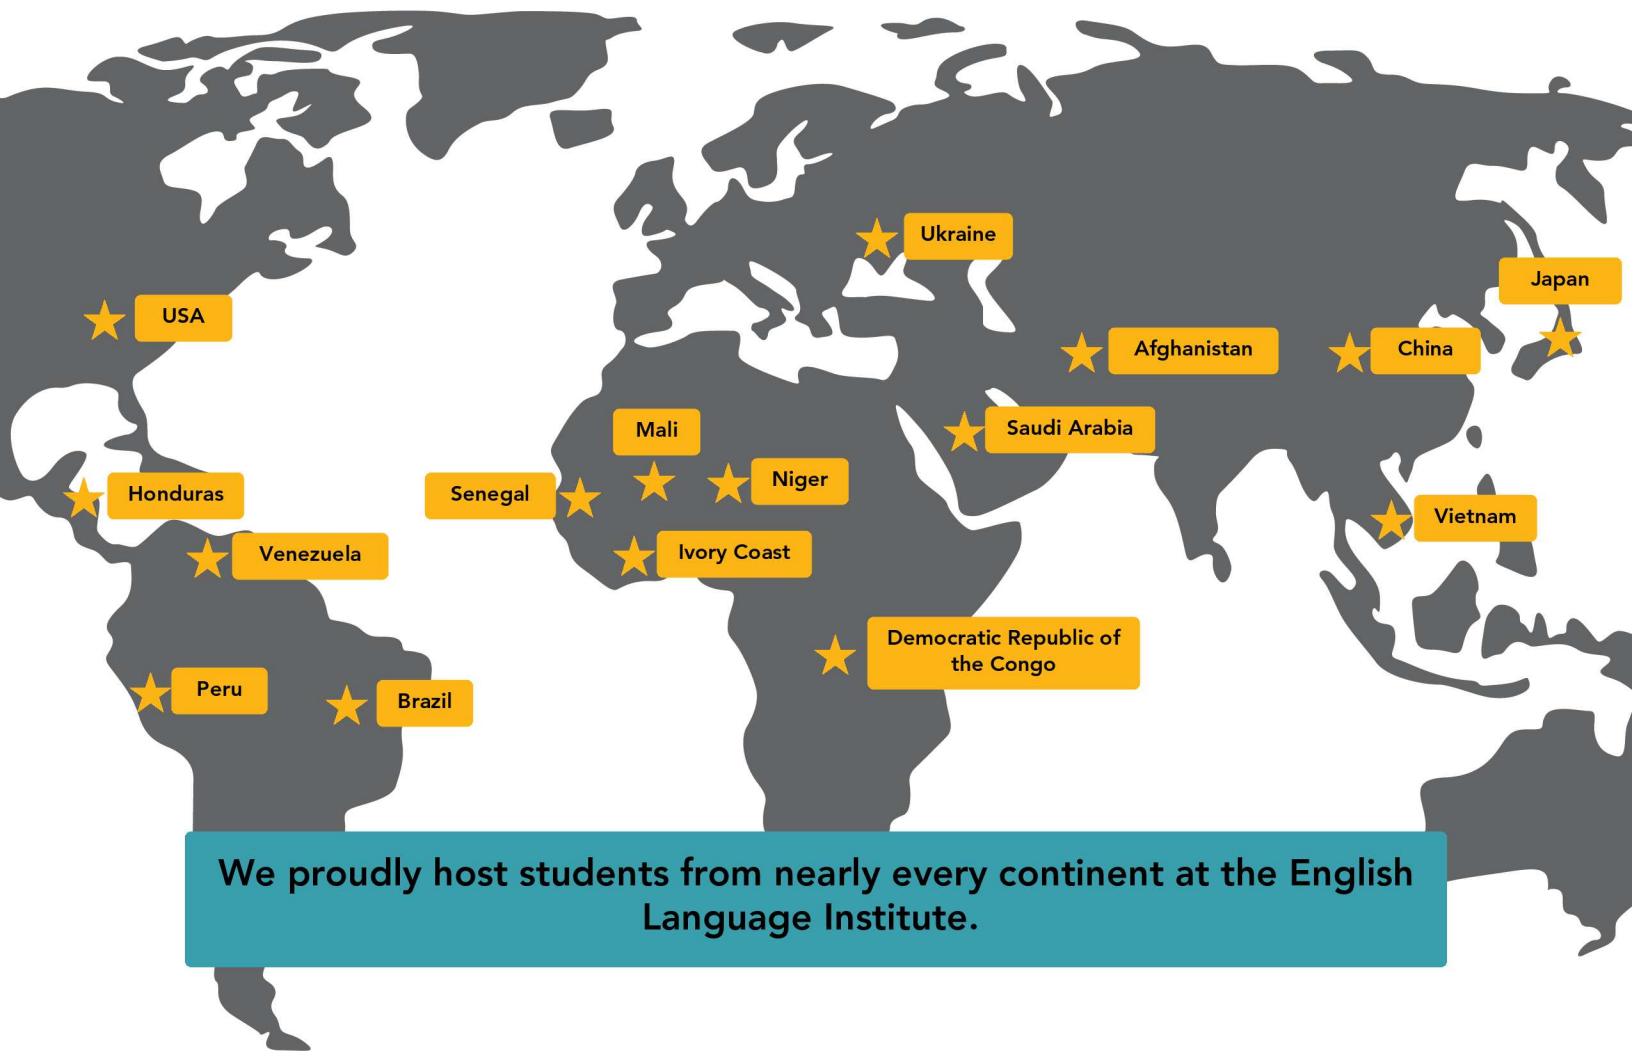 Ukraine
Japan
USA
Afghanistan
China
Mali
Saudi Arabia
Niger
Honduras
Senegal
Vietnam
Venezuela
Ivory Coast
Democratic Republic of
the Congo
Peru
Brazil
We proudly host students from nearly every continent at the English
Language Institute.